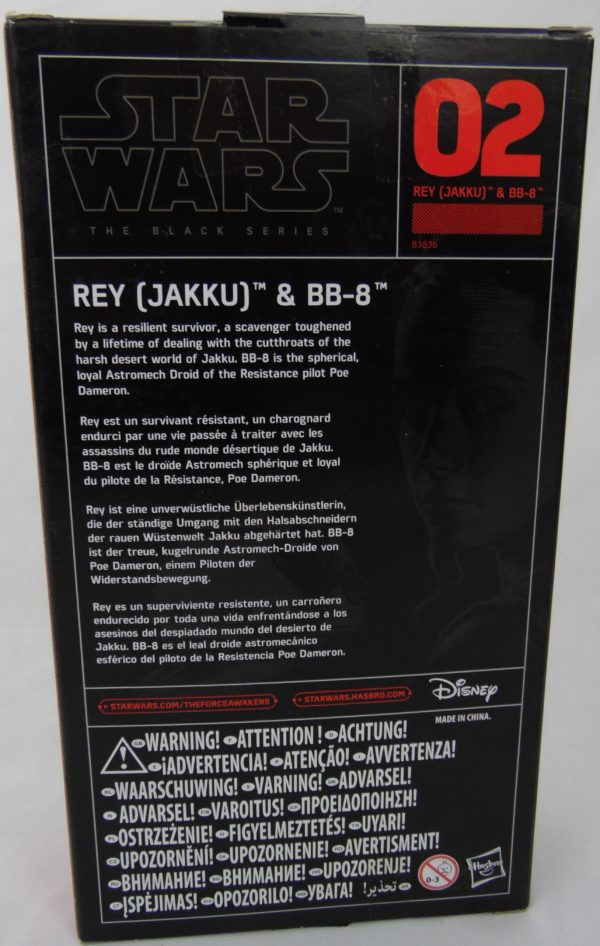 STAR
WARS™
THE BLACK SERIES
02
REY (JAKKU)™ & BB-8™
B3836
REY (JAKKU)™ & BB-8™
Rey is a resilient survivor, a scavenger toughened
by a lifetime of dealing with the cutthroats of the
harsh desert world of Jakku. BB-8 is the spherical,
loyal Astromech Droid of the Resistance pilot Poe
Dameron.
Rey est un survivant résistant, un charognard
endurci par une vie passée à traiter avec les
assassins du rude monde désertique de Jakku.
BB-8 est le droïde Astromech sphérique et loyal
du pilote de la Résistance, Poe Dameron.
Rey ist eine unverwüstliche Überlebenskünstlerin,
die der ständige Umgang mit den Halsabschneidern
der rauen Wüstenwelt Jakku abgehärtet hat. BB-8
ist der treue, kugelrunde Astromech-Droide von
Poe Dameron, einem Piloten der
Widerstandsbewegung.
Rey es un superviviente resistente, un carroñero
endurecido por toda una vida enfrentándose a los
asesinos del despiadado mundo del desierto de
Jakku. BB-8 es el leal droide astromecánico
esférico del piloto de la Resistencia Poe Dameron.
STARWARS.COM/THEFORCEAWAKENS
STARWARS.HASBRO.COM
Disney
MADE IN CHINA.
WARNING! ATTENTION! ACHTUNG!
¡ADVERTENCIA! ATENÇÃO! AVVERTENZA!
WAARSCHUWING! VARNING! ADVARSEL!
ADVARSEL! VAROITUS! ΠΡΟΕΙΔΟΠΟΙΗΣΗ!
OSTRZEŻENIE! FIGYELMEZTETÉS! UYARI!
UPOZORNĚNÍ! UPOZORNENIE! AVERTISMENT!
ВНИМАНИЕ! ВНИМАНИЕ! UPOZORENJE!
ĮSPĖJIMAS! OPOZORILO! УВАГА! تحذير!
0-3
Hasbro